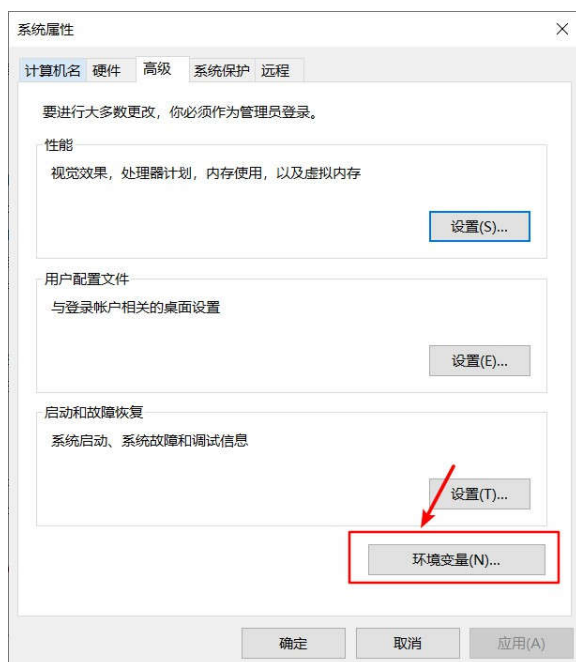 系统属性
计算机名 硬件 高级 系统保护 远程
要进行大多数更改，你必须作为管理员登录。
性能
视觉效果，处理器计划，内存使用，以及虚拟内存
设置(S)...
用户配置文件
与登录帐户相关的桌面设置
设置(E)...
启动和故障恢复
系统启动、系统故障和调试信息
设置(T)...
环境变量(N)...
确定 取消 应用(A)